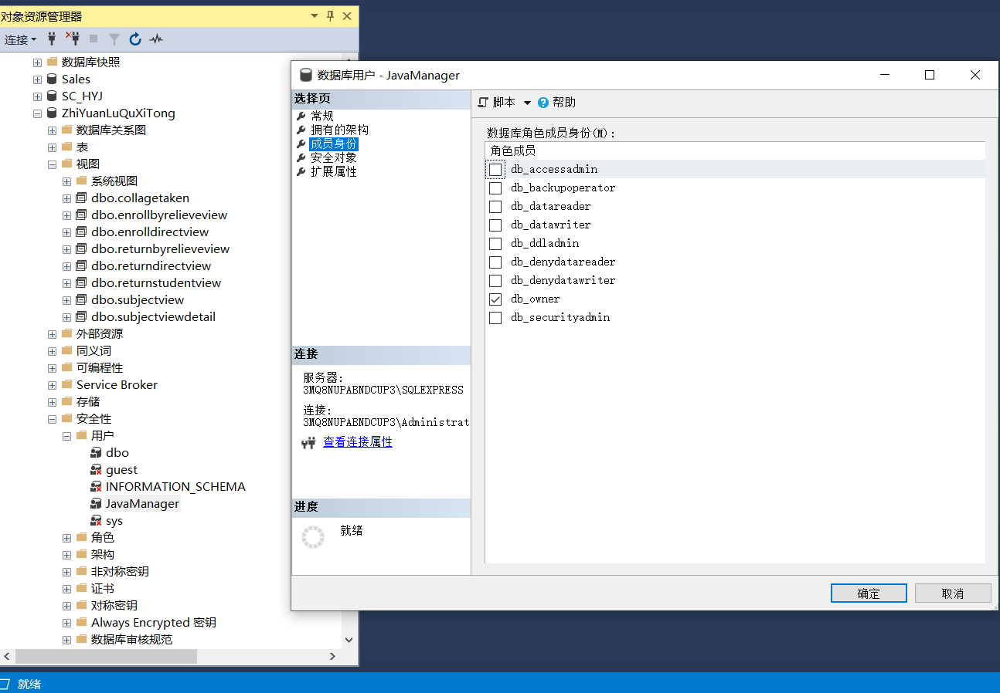 对象资源管理器
连接
数据库快照
Sales
SC_HYJ
ZhiYuanLuQuXiTong
数据库关系图
表
视图
系统视图
dbo.collagetaken
dbo.enrollbyrelieveview
dbo.enrolldirectview
dbo.returnbyrelieveview
dbo.returndirectview
dbo.returnstudentview
dbo.subjectview
dbo.subjectviewdetail
外部资源
同义词
可编程性
Service Broker
存储
安全性
用户
dbo
guest
INFORMATION_SCHEMA
JavaManager
sys
角色
架构
非对称密钥
证书
对称密钥
Always Encrypted 密钥
数据库审核规范
数据库用户 - JavaManager
选择页
常规
拥有的架构
成员身份
安全对象
扩展属性
连接
服务器:
3MQ8NUPABNDCUP3\SQLEXPRESS
连接:
3MQ8NUPABNDCUP3\Administrat
查看连接属性
进度
就绪
脚本
帮助
数据库角色成员身份(M):
角色成员
db_accessadmin
db_backupoperator
db_datareader
db_datawriter
db_ddladmin
db_denydatareader
db_denydatawriter
db_owner
db_securityadmin
确定
取消
就绪